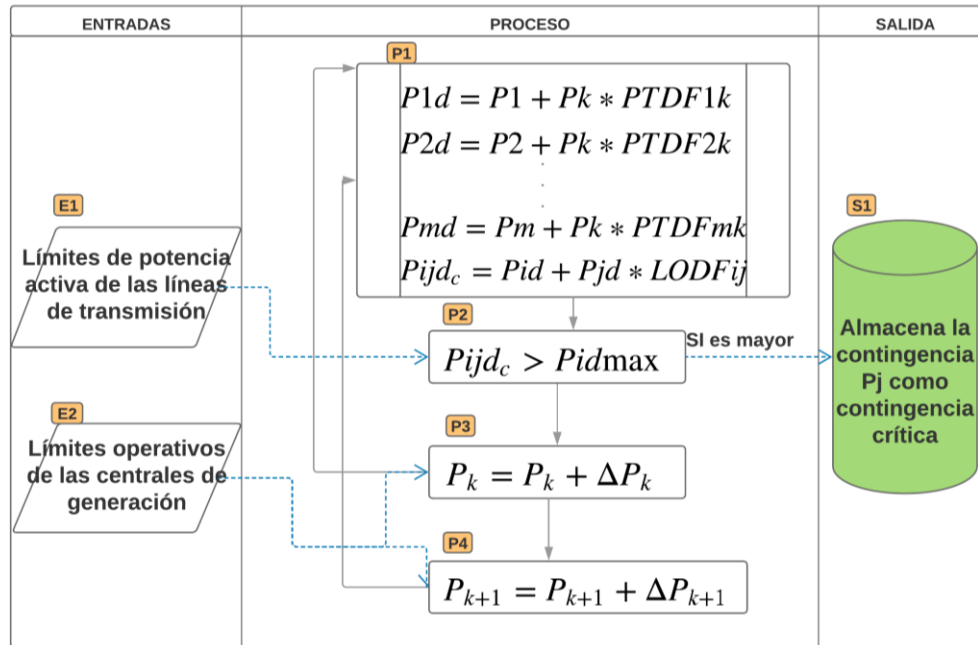 ENTRADAS
PROCESO
SALIDA
P1
P1d = P1 + Pk * PTDF1k
P2d = P2 + Pk * PTDF2k
.
.
.
Pmd = Pm + Pk * PTDFmk
Pijd_c = Pid + Pjd * LODFij
E1
Límites de potencia
activa de las líneas
de transmisión
P2
Pijd_c > Pidmax
SI es mayor
S1
Almacena la
contingencia
Pj como
contingencia
crítica
E2
Límites operativos
de las centrales de
generación
P3
P_k = P_k + ΔP_k
P4
P_{k+1} = P_{k+1} + ΔP_{k+1}